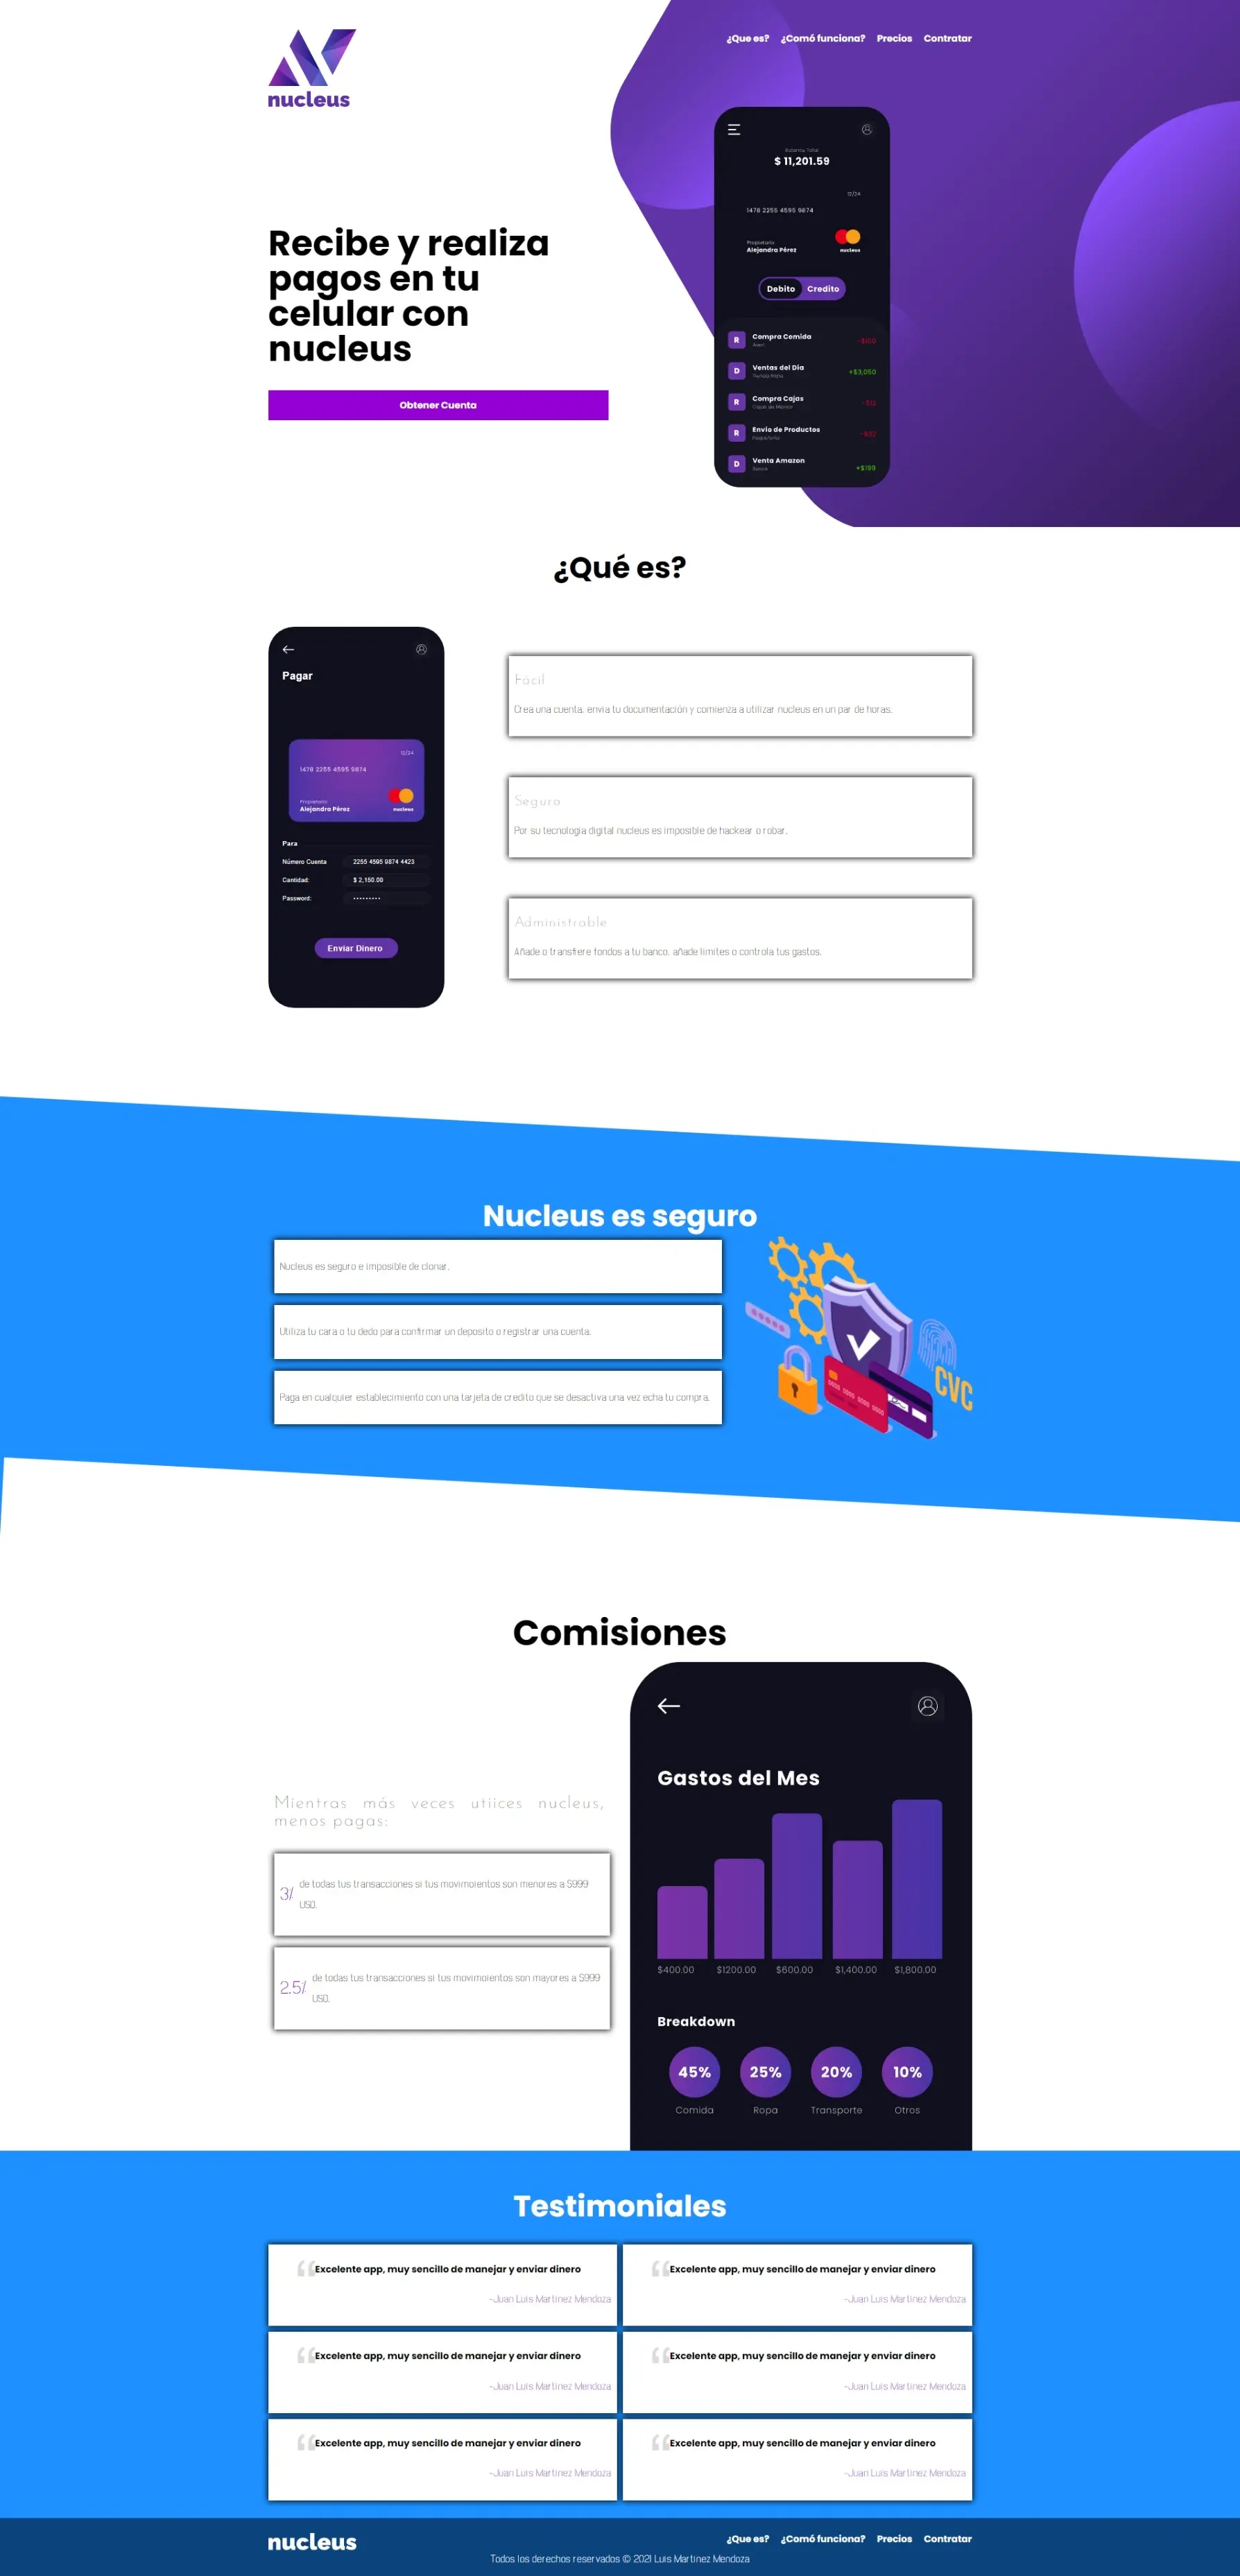 nucleus
¿Que es? ¿Comó funciona? Precios Contratar
Recibe y realiza
pagos en tu
celular con
nucleus
Obtener Cuenta
Balance Total
$ 11,201.59
12/24
1478 2255 4595 9874
Propietario
Alejandra Pérez
nucleus
Debito Credito
R Compra Comida
D Ventas del Dia +$3,050
R Compra Cajas -$12
R Envio de Productos
D Venta Amazon +$199
¿Qué es?
Pagar
12/24
1478 2255 4595 9874
Propietario
Alejandra Pérez
nucleus
Para
Número Cuenta 2255 4595 9874 4423
Cantidad: $ 2,150.00
Password: •••••••••
Enviar Dinero
Fácil
Crea una cuenta, envia tu documentación y comienza a utilizar nucleus en un par de horas.
Seguro
Por su tecnologia digital nucleus es imposible de hackear o robar.
Administrable
Añade o transfiere fondos a tu banco, añade limites o controla tus gastos.
Nucleus es seguro
Nucleus es seguro e imposible de clonar.
Utiliza tu cara o tu dedo para confirmar un deposito o registrar una cuenta.
Paga en cualquier establecimiento con una tarjeta de credito que se desactiva una vez echa tu compra.
CVC
Comisiones
Mientras más veces utiices nucleus,
menos pagas:
3% de todas tus transacciones si tus movimoientos son menores a $999
USD.
2.5% de todas tus transacciones si tus movimoientos son mayores a $999
USD.
Gastos del Mes
$400.00 $1200.00 $600.00 $1,400.00 $1,800.00
Breakdown
45% 25% 20% 10%
Comida Ropa Transporte Otros
Testimoniales
“Excelente app, muy sencillo de manejar y enviar dinero
-Juan Luis Martinez Mendoza
“Excelente app, muy sencillo de manejar y enviar dinero
-Juan Luis Martinez Mendoza
“Excelente app, muy sencillo de manejar y enviar dinero
-Juan Luis Martinez Mendoza
“Excelente app, muy sencillo de manejar y enviar dinero
-Juan Luis Martinez Mendoza
“Excelente app, muy sencillo de manejar y enviar dinero
-Juan Luis Martinez Mendoza
“Excelente app, muy sencillo de manejar y enviar dinero
-Juan Luis Martinez Mendoza
nucleus
¿Que es? ¿Comó funciona? Precios Contratar
Todos los derechos reservados © 2021 Luis Martinez Mendoza